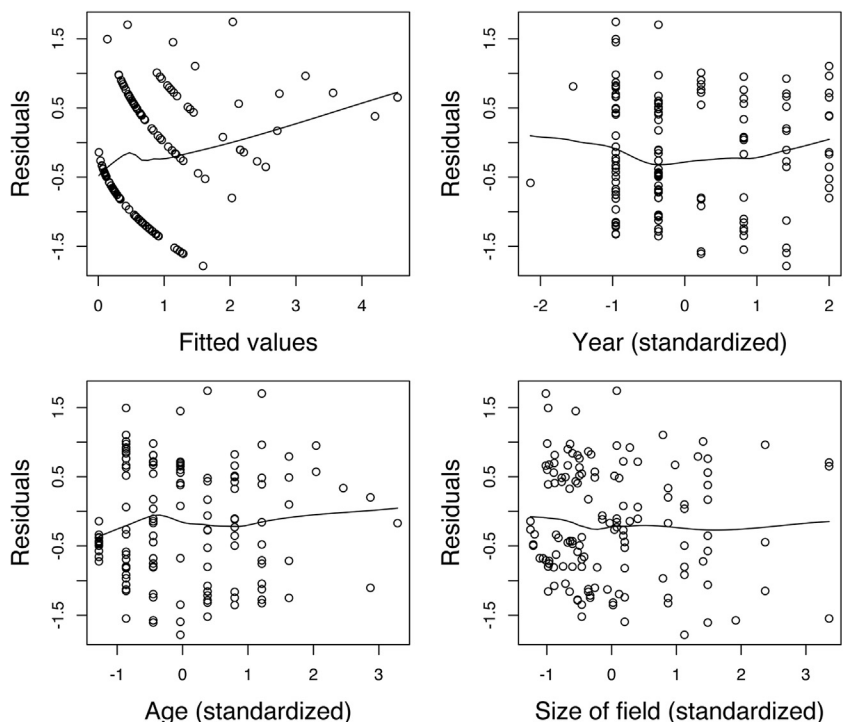 Residuals
1.5
0.5
-0.5
-1.5
0 1 2 3 4
Fitted values
Residuals
1.5
0.5
-0.5
-1.5
-2 -1 0 1 2
Year (standardized)
Residuals
1.5
0.5
-0.5
-1.5
-1 0 1 2 3
Age (standardized)
Residuals
1.5
0.5
-0.5
-1.5
-1 0 1 2 3
Size of field (standardized)